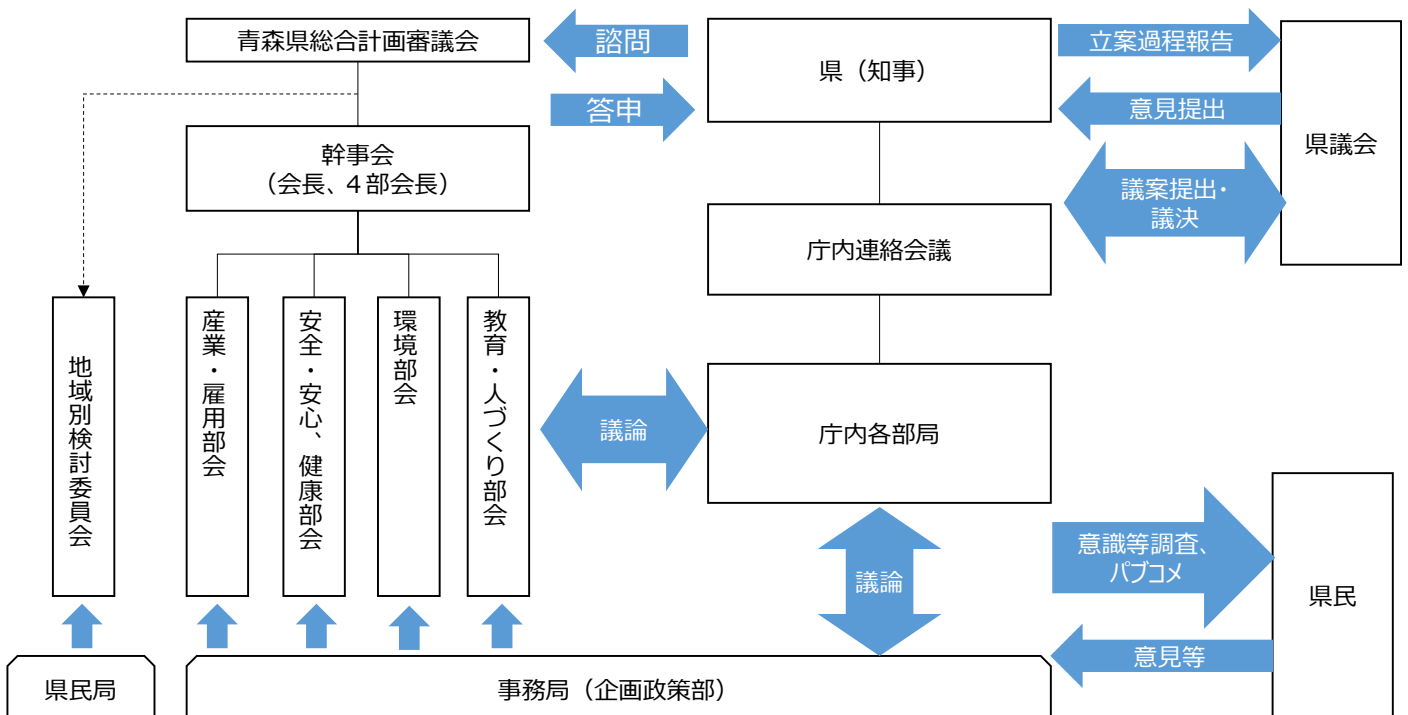 青森県総合計画審議会
諮問
答申
県（知事）
立案過程報告
意見提出
議案提出・
議決
県議会
幹事会
（会長、４部会長）
庁内連絡会議
地域別検討委員会
産業・雇用部会
安全・安心、健康部会
環境部会
教育・人づくり部会
議論
庁内各部局
議論
意識等調査、
パブコメ
意見等
県民
県民局
事務局（企画政策部）